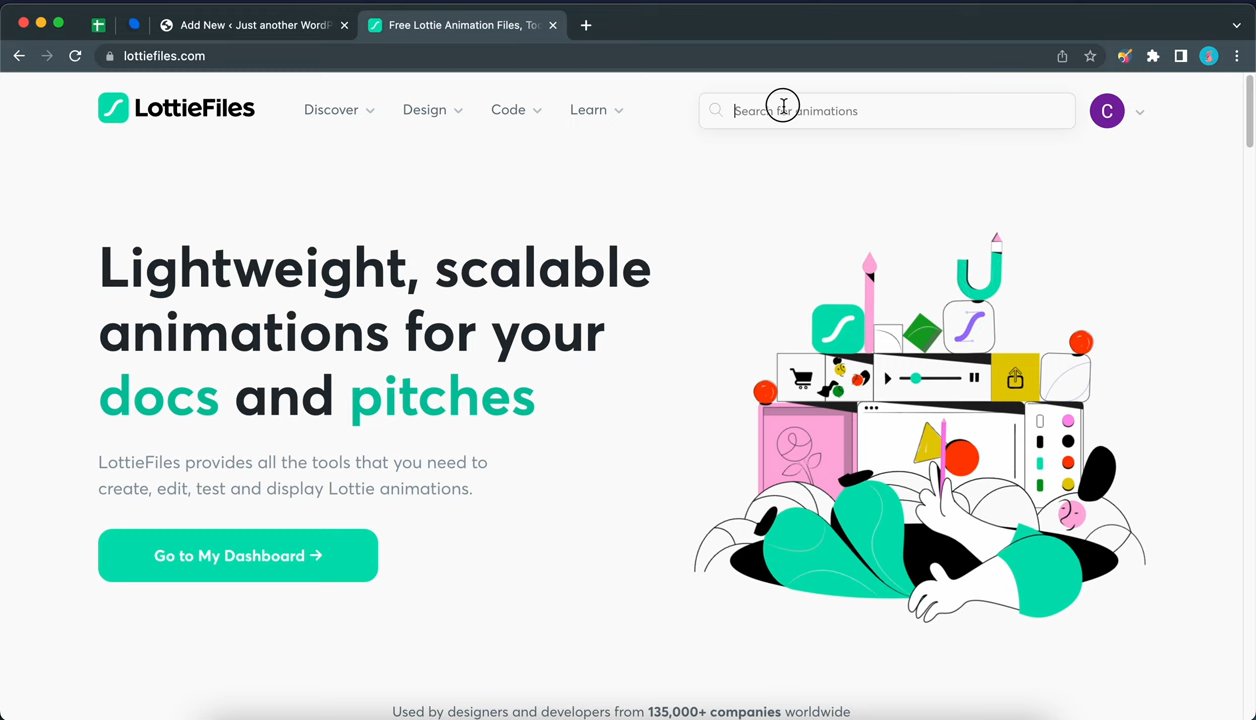 Add New ‹ Just another WordP
Free Lottie Animation Files, Too
lottiefiles.com
LottieFiles
Discover
Design
Code
Learn
Search for animations
C
Lightweight, scalable
animations for your
docs and pitches
LottieFiles provides all the tools that you need to
create, edit, test and display Lottie animations.
Go to My Dashboard →
Used by designers and developers from 135,000+ companies worldwide